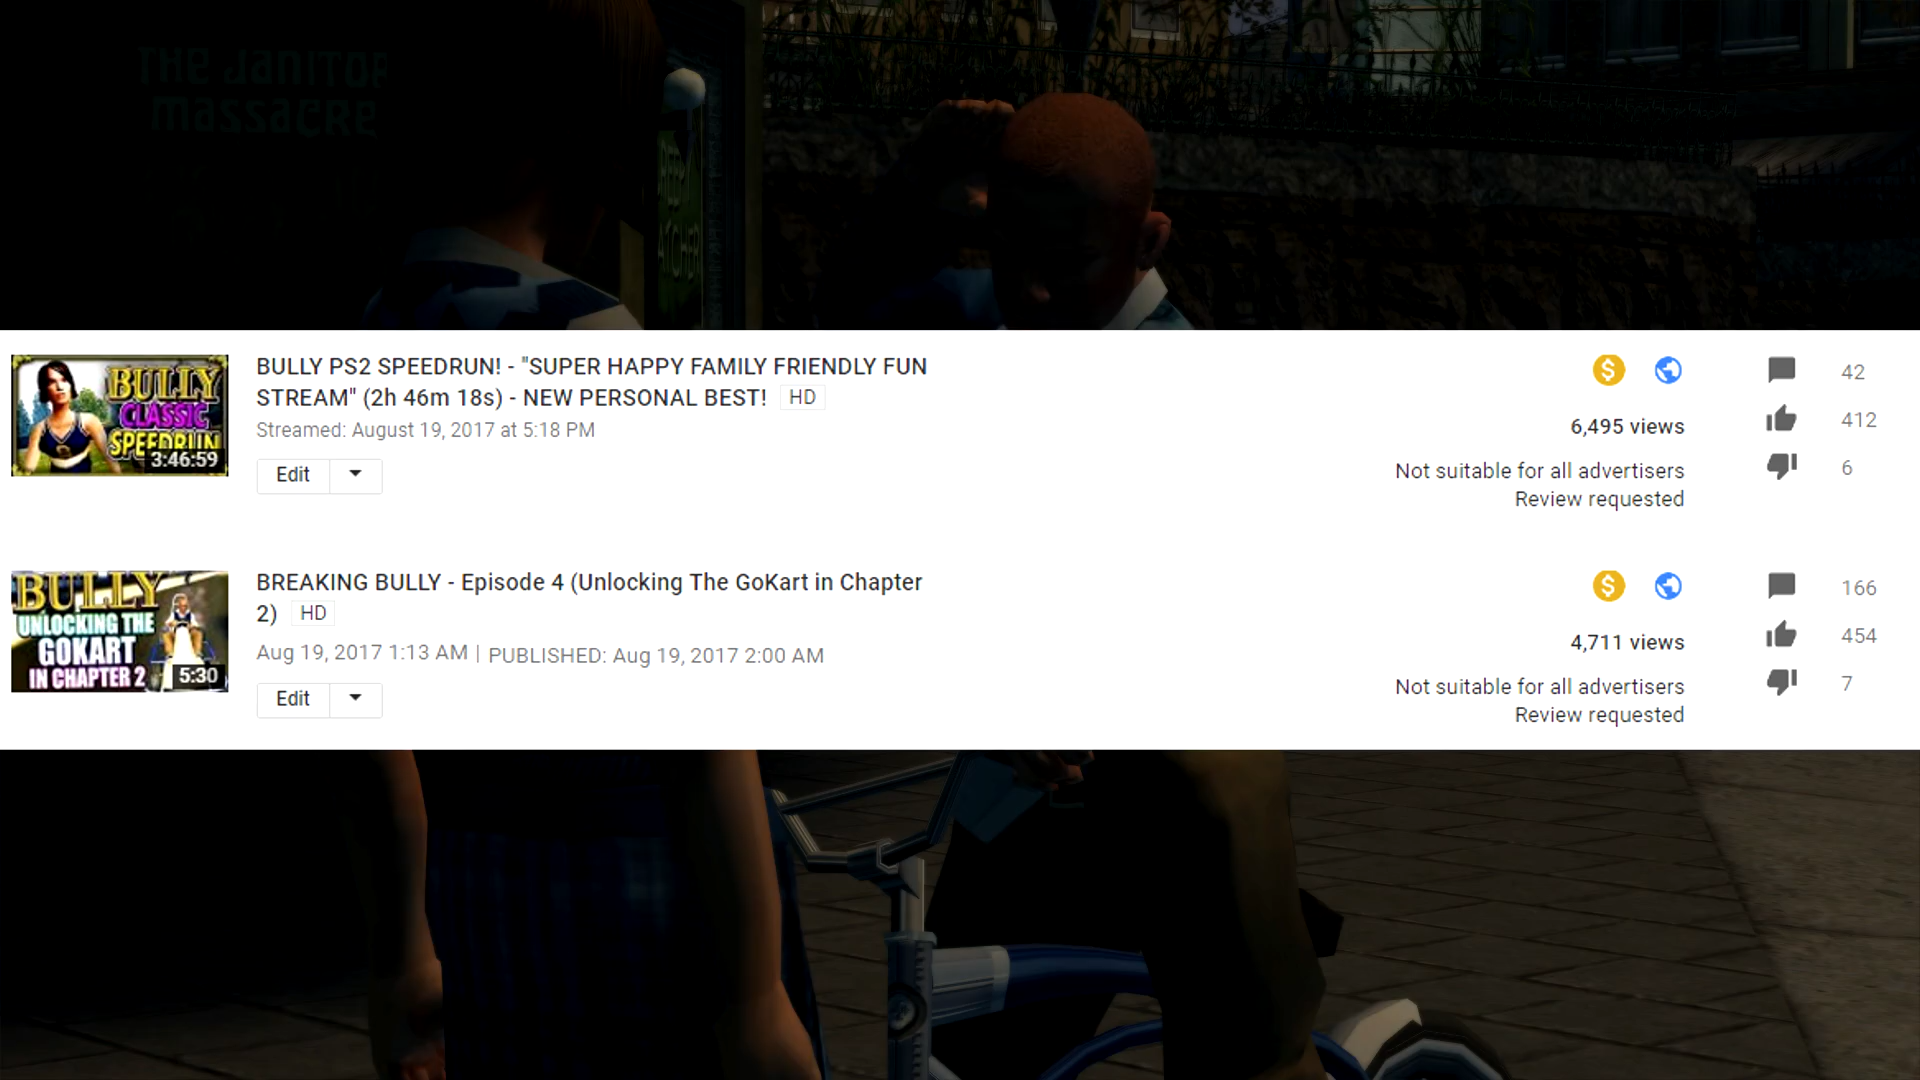 THE JANITOR
MASSACRE
BULLY
CLASSIC
SPEEDRUN
3:46:59
BULLY PS2 SPEEDRUN! - "SUPER HAPPY FAMILY FRIENDLY FUN
STREAM" (2h 46m 18s) - NEW PERSONAL BEST! HD
Streamed: August 19, 2017 at 5:18 PM
Edit
6,495 views
Not suitable for all advertisers
Review requested
42
412
6
BULLY
UNLOCKING THE
GOKART
IN CHAPTER 2
5:30
BREAKING BULLY - Episode 4 (Unlocking The GoKart in Chapter
2) HD
Aug 19, 2017 1:13 AM | PUBLISHED: Aug 19, 2017 2:00 AM
Edit
4,711 views
Not suitable for all advertisers
Review requested
166
454
7